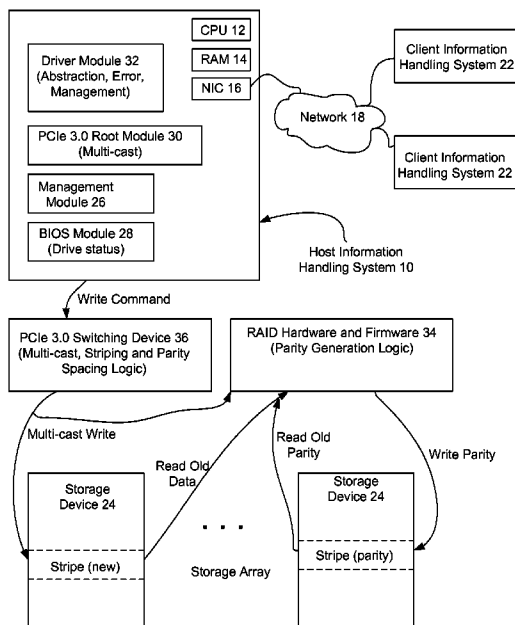 CPU 12
Driver Module 32
(Abstraction, Error,
Management)
RAM 14
NIC 16
Client Information
Handling System 22
Network 18
PCIe 3.0 Root Module 30
(Multi-cast)
Client Information
Handling System 22
Management
Module 26
BIOS Module 28
(Drive status)
Host Information
Handling System 10
Write Command
PCIe 3.0 Switching Device 36
(Multi-cast, Striping and Parity
Spacing Logic)
RAID Hardware and Firmware 34
(Parity Generation Logic)
Multi-cast Write
Read Old
Data
Read Old
Parity
Write Parity
Storage
Device 24
Storage
Device 24
. . .
Stripe (new)
Storage Array
Stripe (parity)